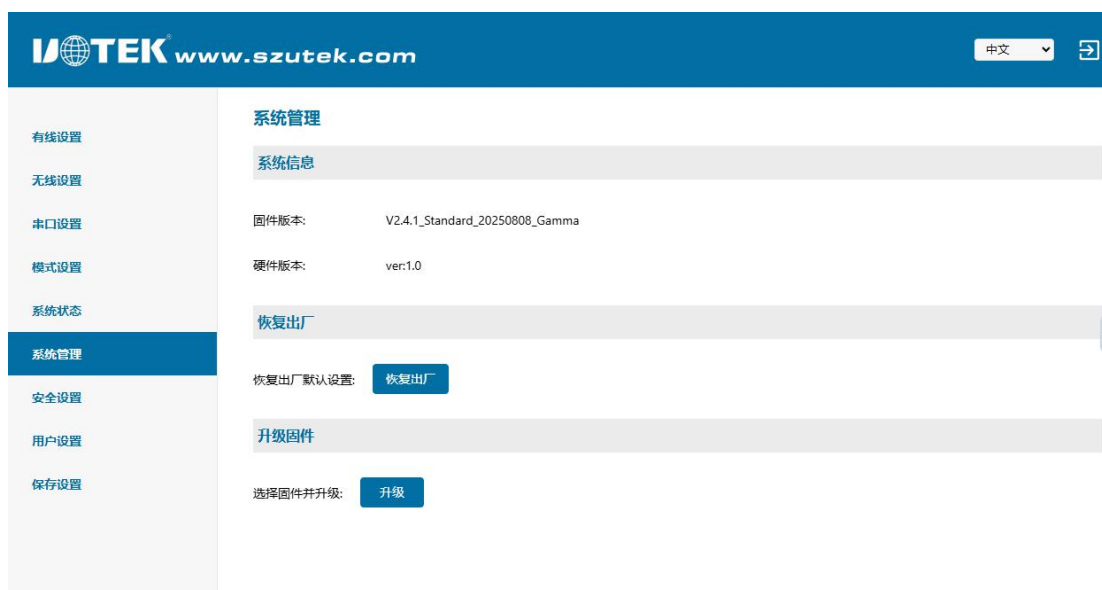 UTEK® www.szutek.com
中文
有线设置
无线设置
串口设置
模式设置
系统状态
系统管理
安全设置
用户设置
保存设置
系统管理
系统信息
固件版本: V2.4.1_Standard_20250808_Gamma
硬件版本: ver:1.0
恢复出厂
恢复出厂默认设置: 恢复出厂
升级固件
选择固件并升级: 升级